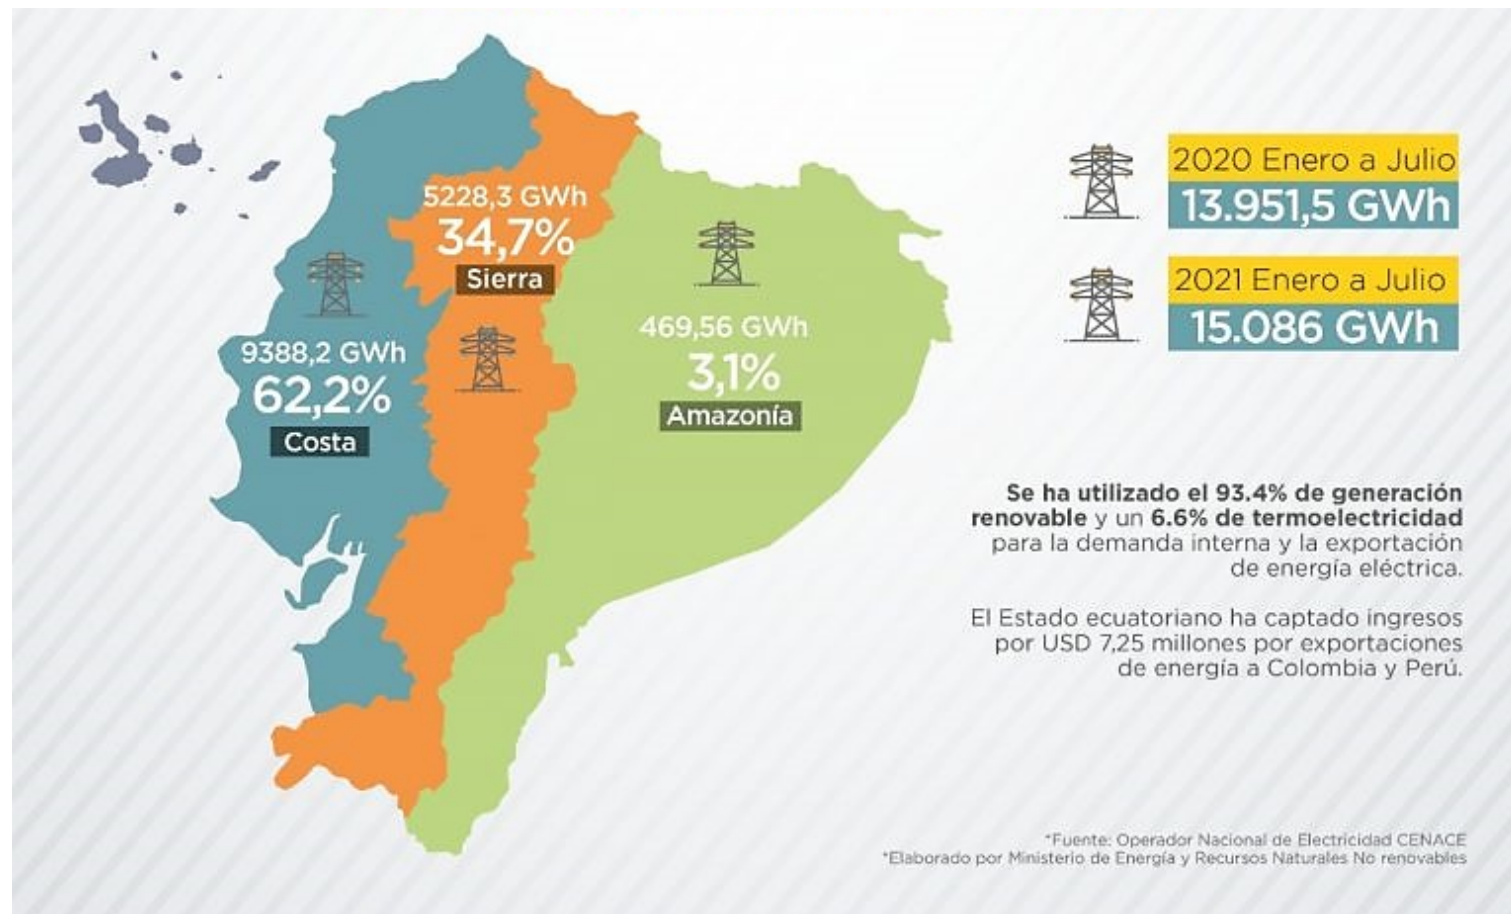 5228,3 GWh
34,7%
Sierra
9388,2 GWh
62,2%
Costa
469,56 GWh
3,1%
Amazonía
2020 Enero a Julio
13.951,5 GWh
2021 Enero a Julio
15.086 GWh
Se ha utilizado el 93.4% de generación
renovable y un 6.6% de termoelectricidad
para la demanda interna y la exportación
de energía eléctrica.
El Estado ecuatoriano ha captado ingresos
por USD 7,25 millones por exportaciones
de energía a Colombia y Perú.
*Fuente: Operador Nacional de Electricidad CENACE
*Elaborado por Ministerio de Energía y Recursos Naturales No renovables